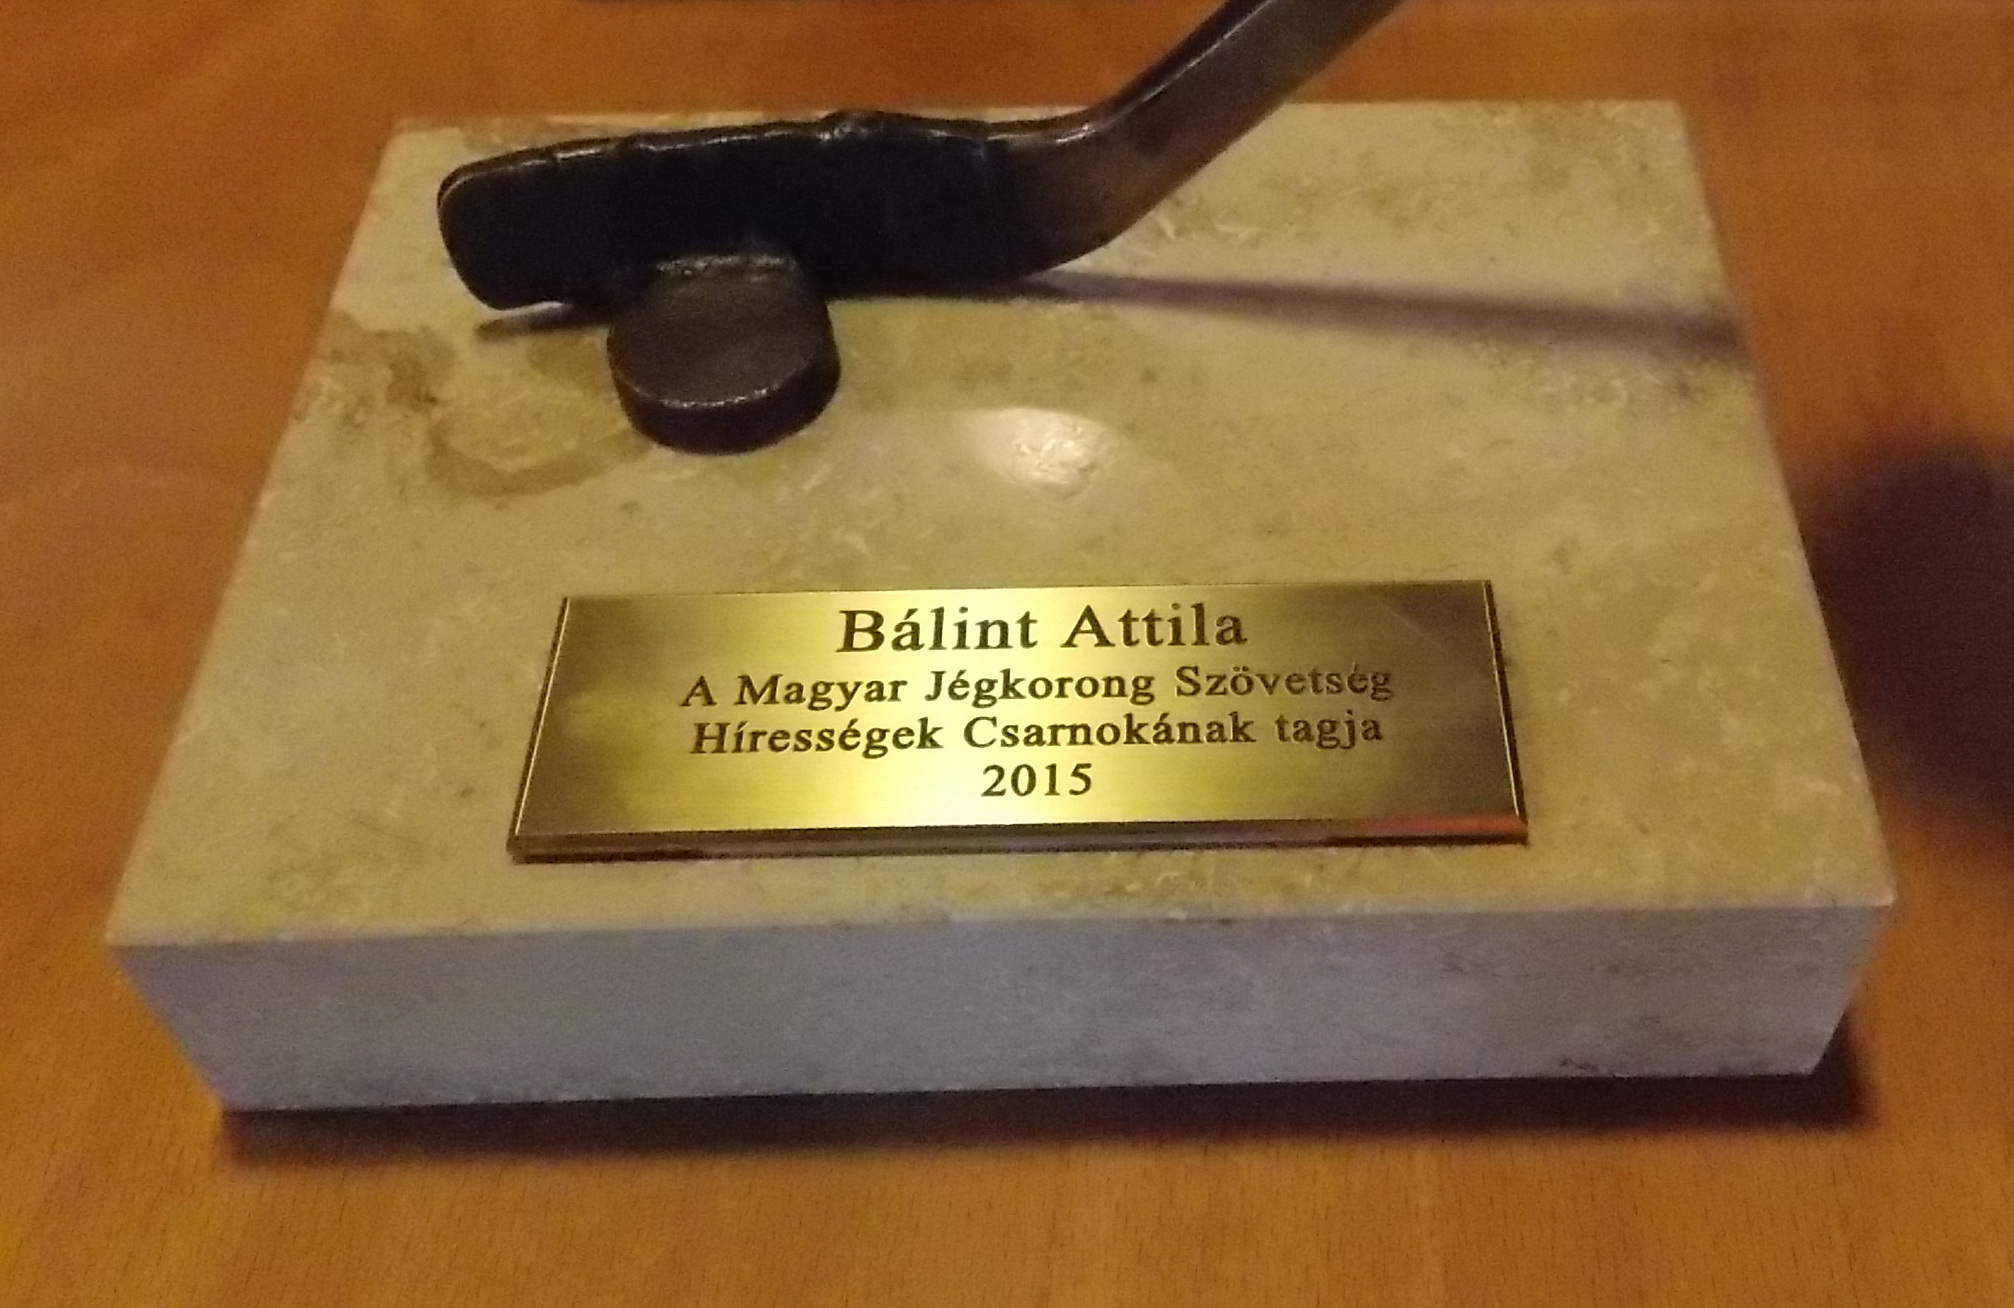 Bálint Attila
A Magyar Jégkorong Szövetség
Hírességek Csarnokának tagja
2015